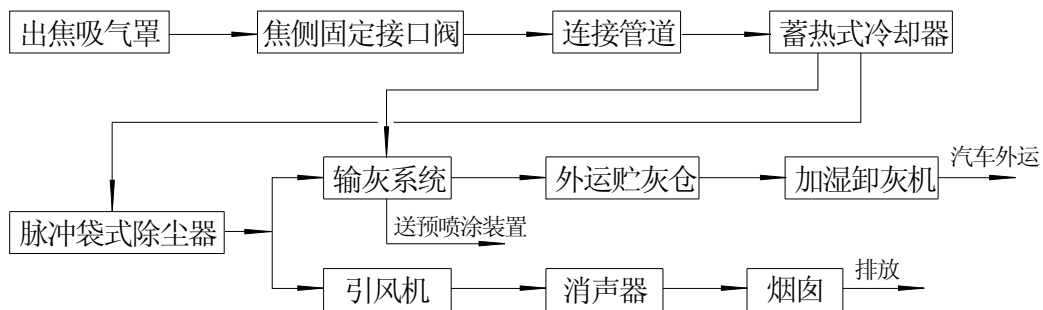 出焦吸气罩
焦侧固定接口阀
连接管道
蓄热式冷却器
输灰系统
外运贮灰仓
加湿卸灰机
汽车外运
脉冲袋式除尘器
送预喷涂装置
引风机
消声器
烟囱
排放